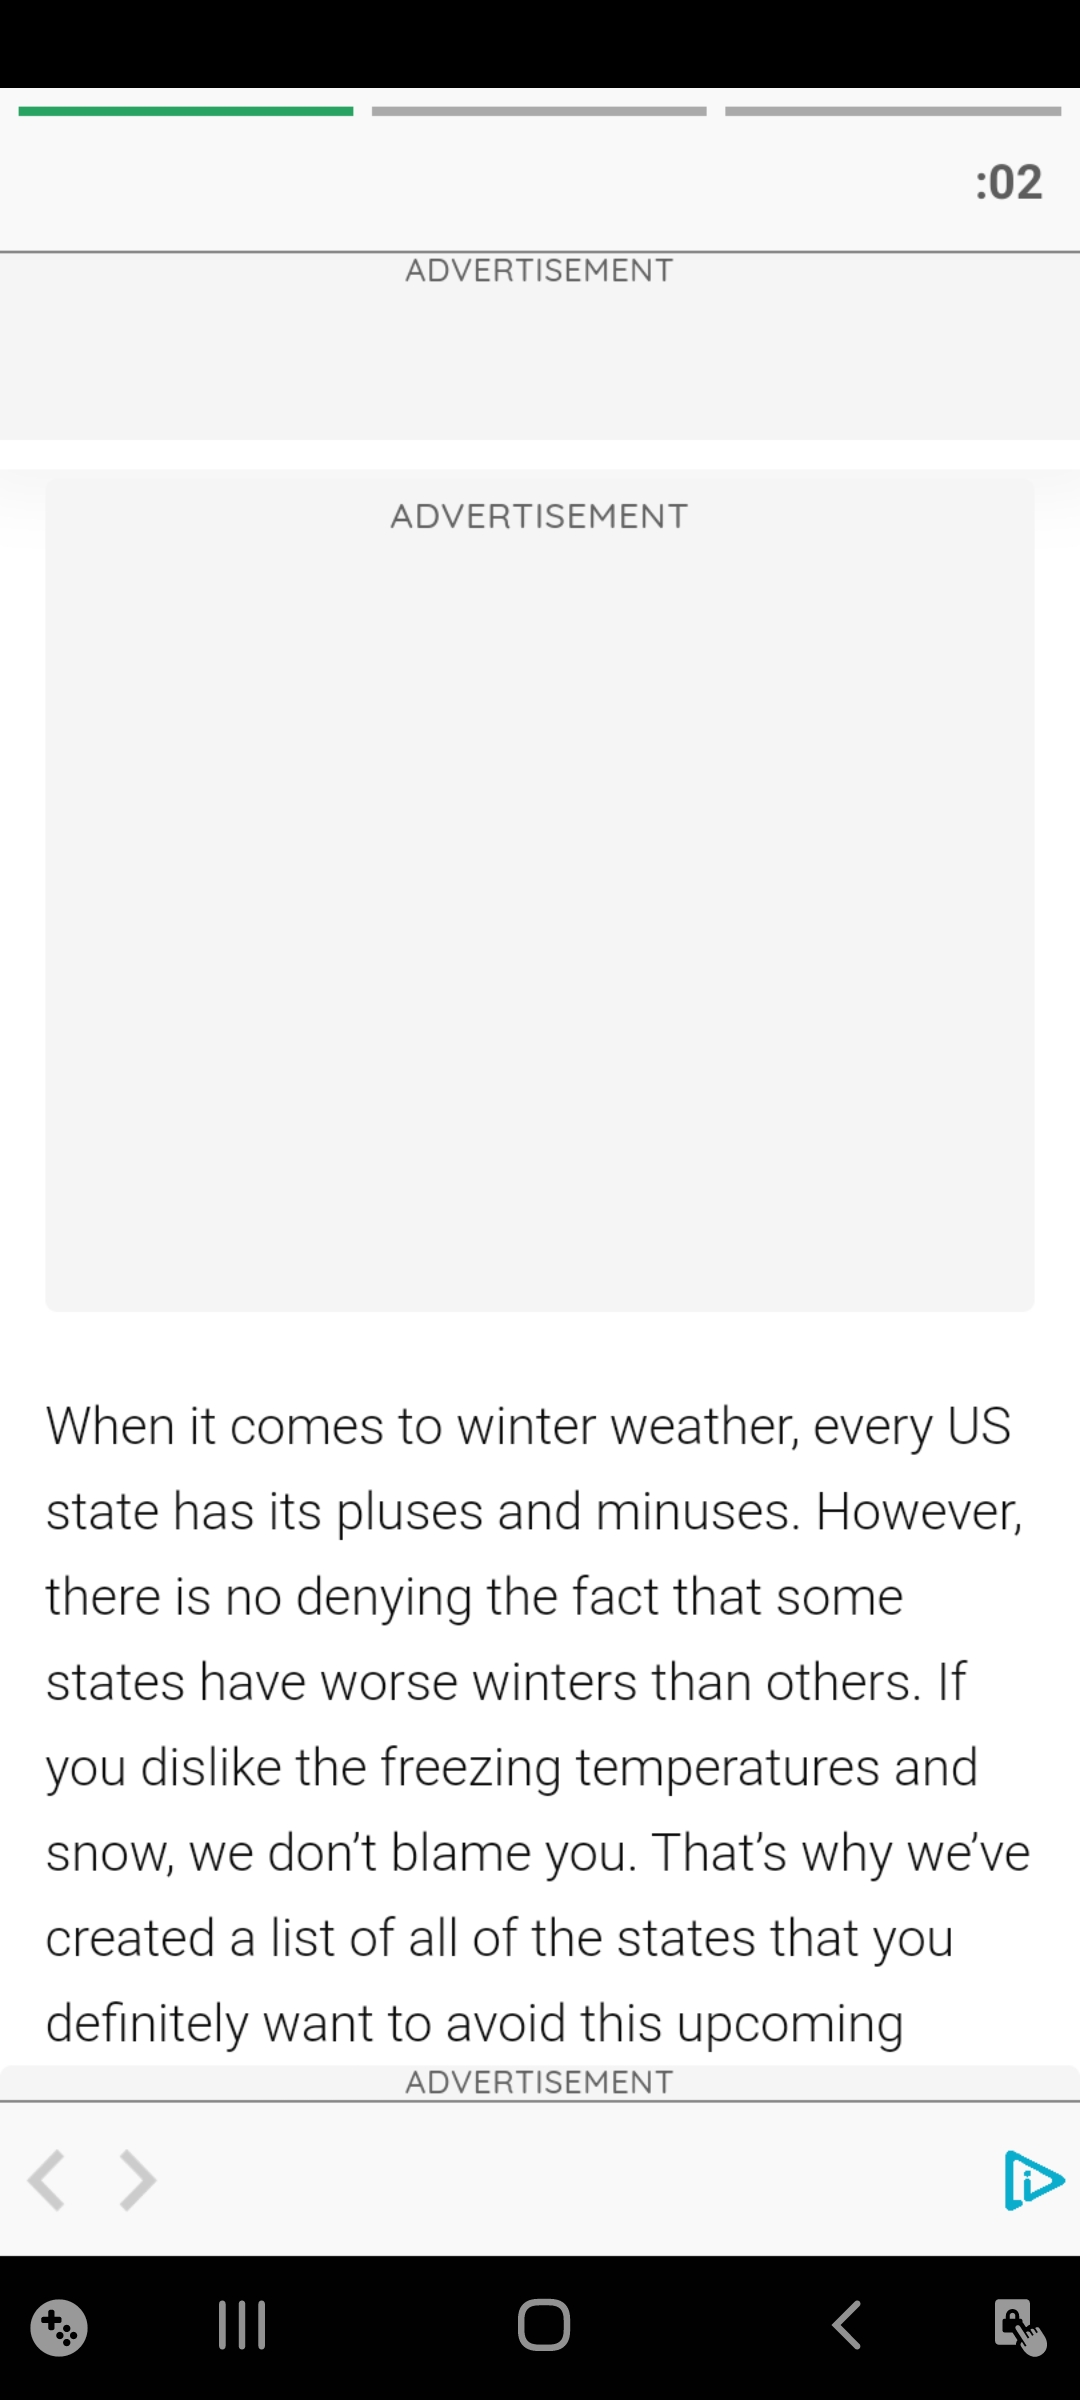 :02
ADVERTISEMENT
ADVERTISEMENT
When it comes to winter weather, every US
state has its pluses and minuses. However,
there is no denying the fact that some
states have worse winters than others. If
you dislike the freezing temperatures and
snow, we don’t blame you. That’s why we’ve
created a list of all of the states that you
definitely want to avoid this upcoming
ADVERTISEMENT